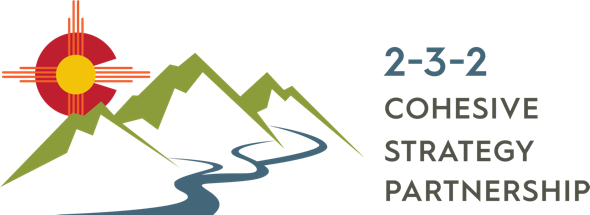 2-3-2
COHESIVE
STRATEGY
PARTNERSHIP